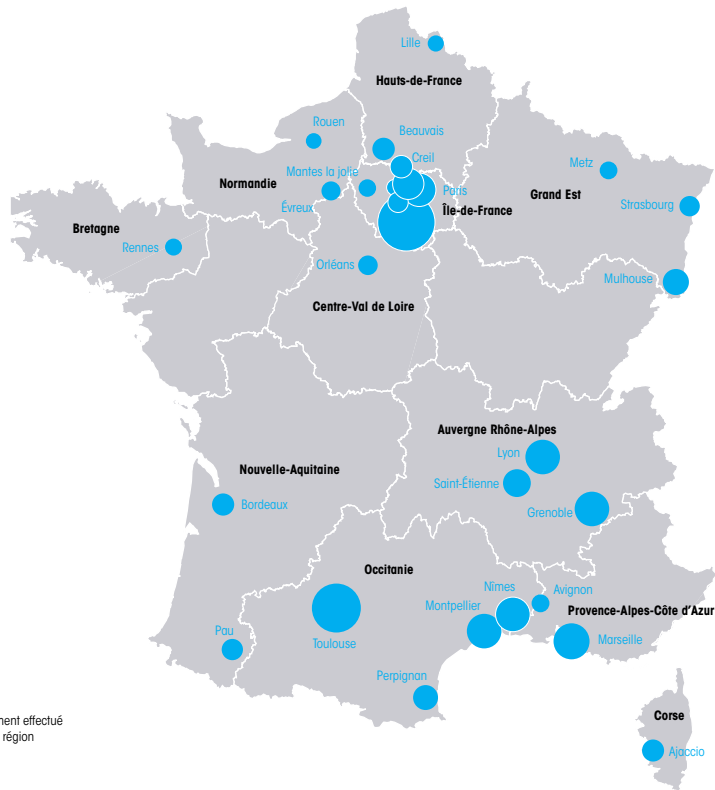 Lille
Hauts-de-France
Rouen
Beauvais
Creil
Metz
Mantes la jolie
Normandie
Paris
Grand Est
Évreux
Île-de-France
Strasbourg
Bretagne
Rennes
Orléans
Mulhouse
Centre-Val de Loire
Auvergne Rhône-Alpes
Lyon
Nouvelle-Aquitaine
Saint-Étienne
Bordeaux
Grenoble
Occitanie
Nîmes
Avignon
Montpellier
Provence-Alpes-Côte d'Azur
Pau
Toulouse
Marseille
Perpignan
Corse
ment effectué
région
Ajaccio